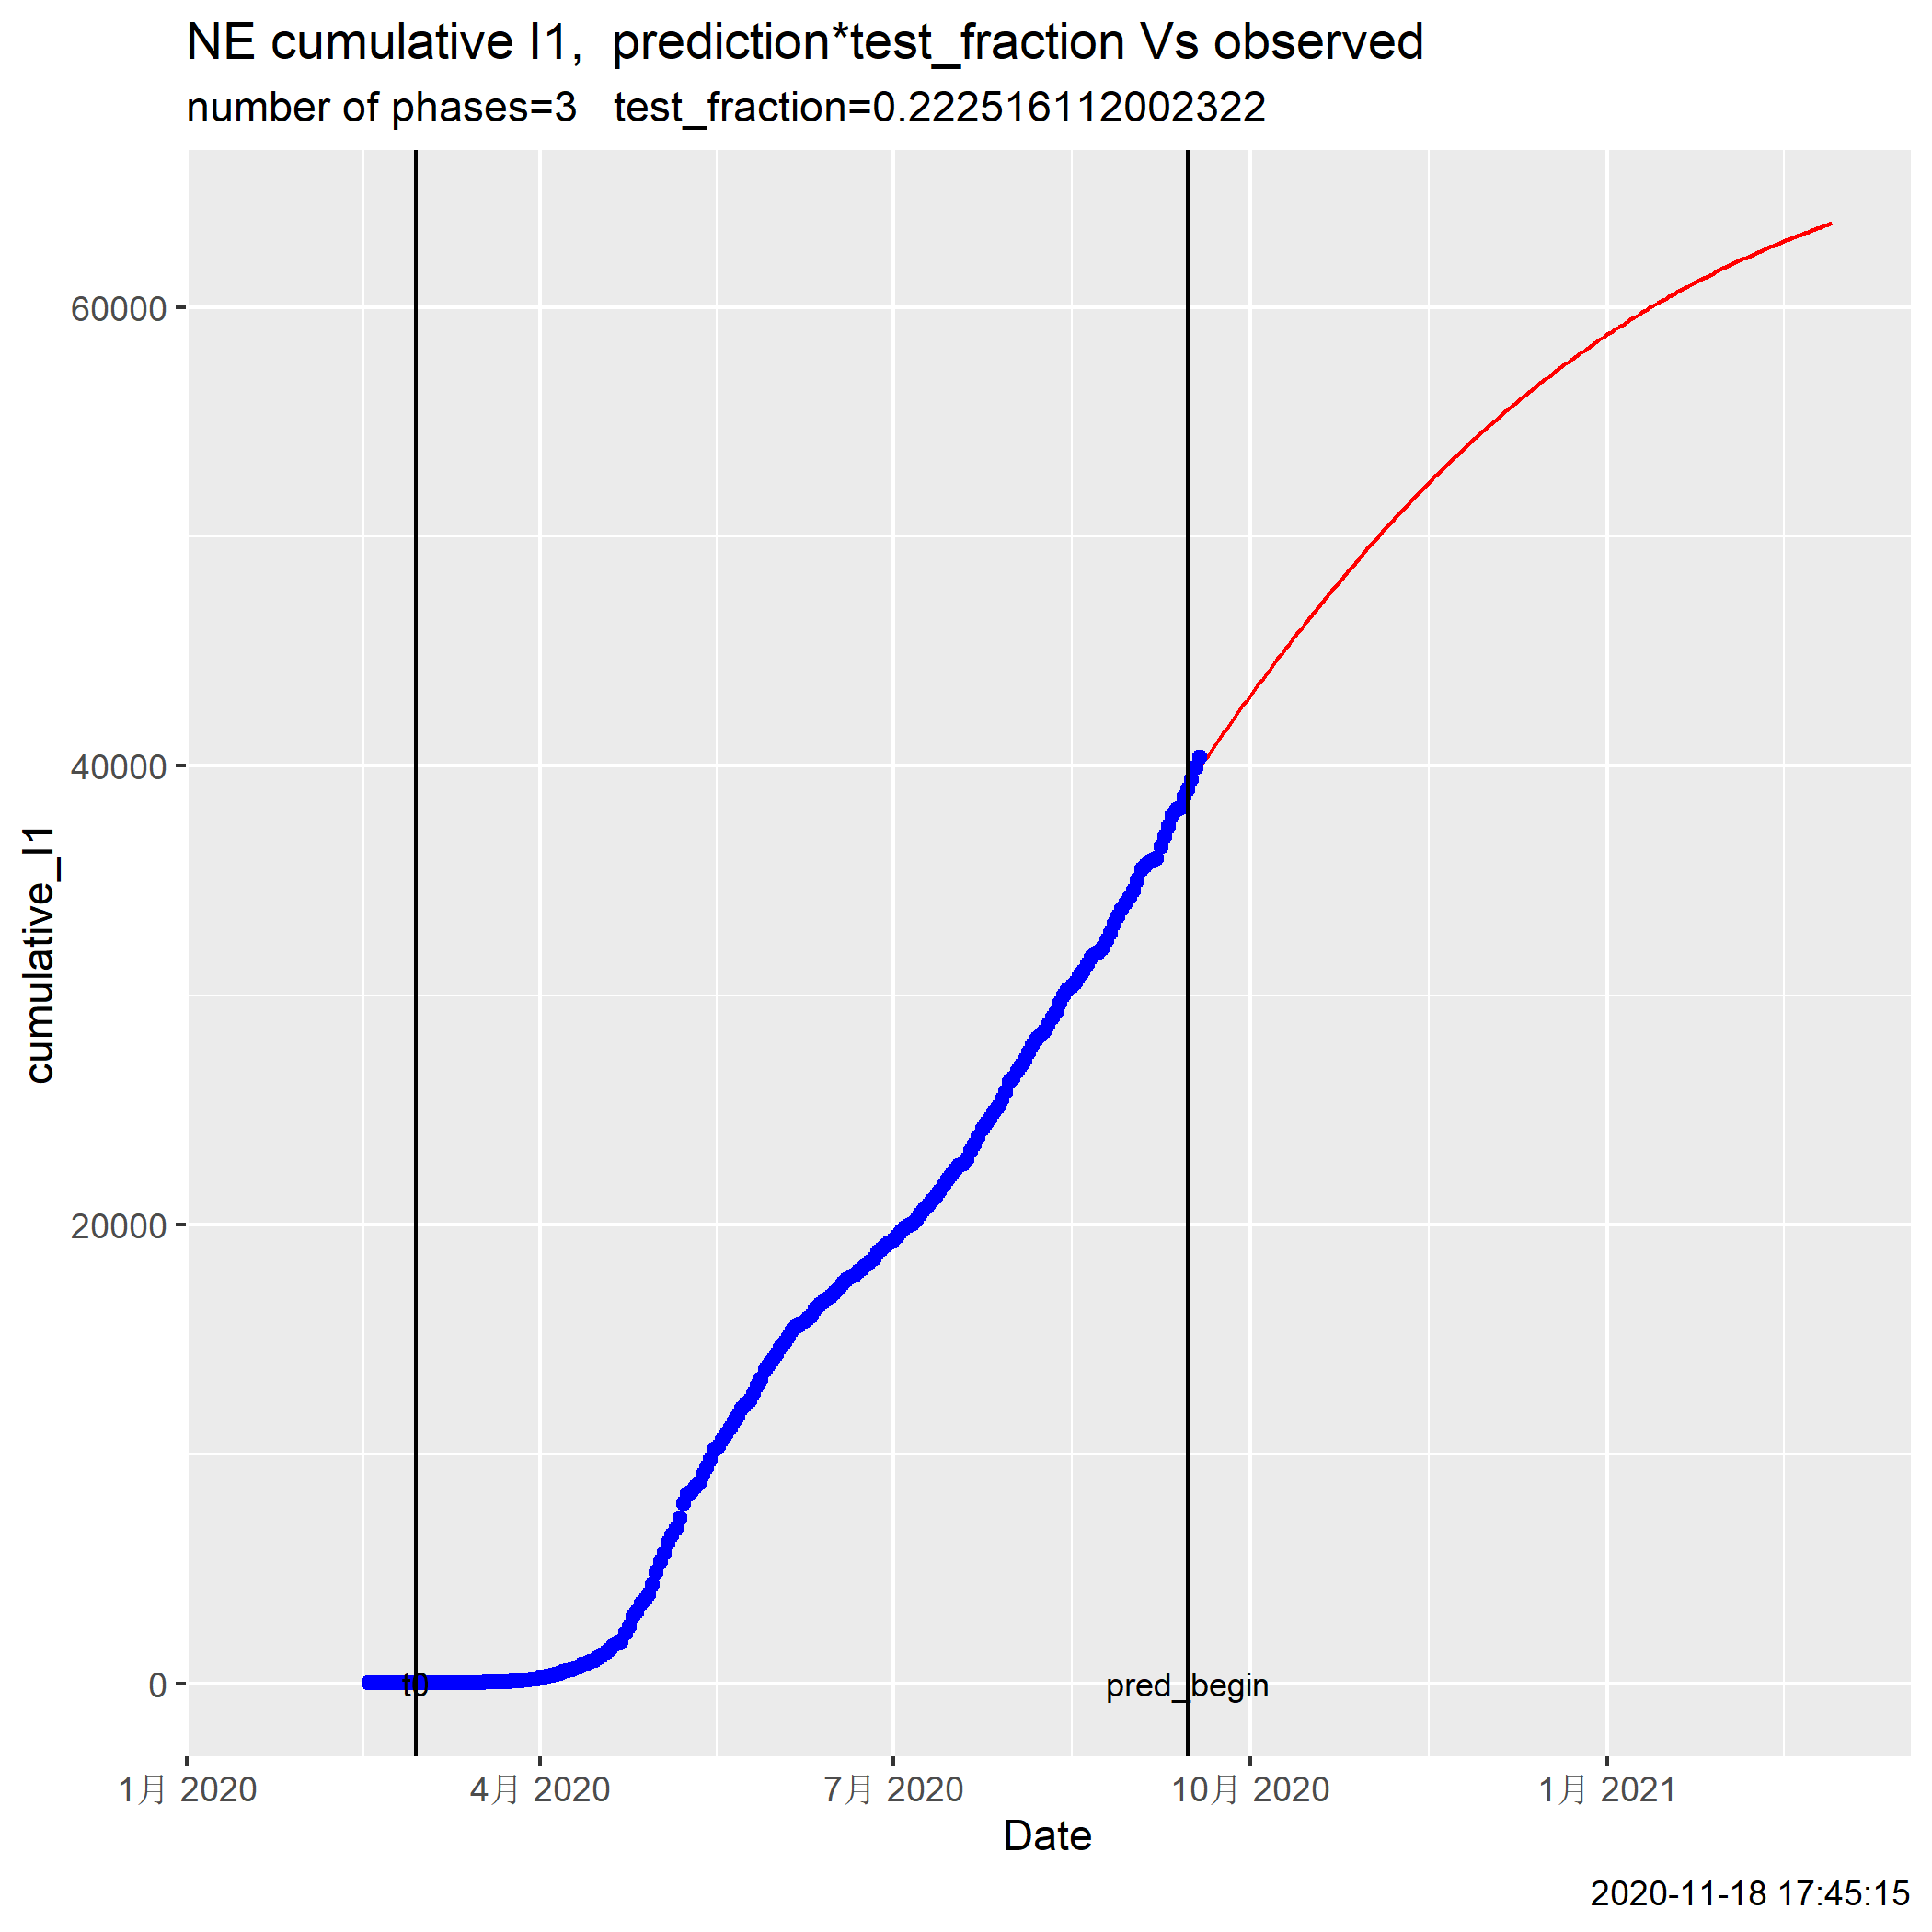 NE cumulative I1,  prediction*test_fraction Vs observed
number of phases=3   test_fraction=0.222516112002322
60000
40000
20000
0
cumulative_I1
t0
pred_begin
1月 2020
4月 2020
7月 2020
10月 2020
1月 2021
Date
2020-11-18 17:45:15